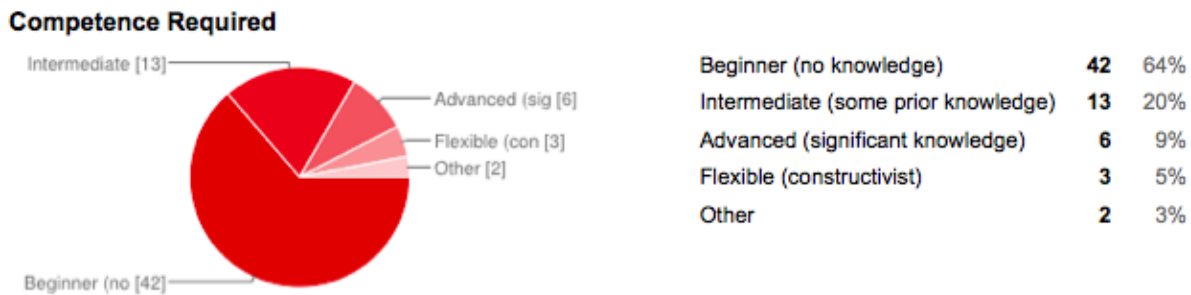 Competence Required
Intermediate [13]
Advanced (sig [6]
Flexible (con [3]
Other [2]
Beginner (no [42]
Beginner (no knowledge) 42 64%
Intermediate (some prior knowledge) 13 20%
Advanced (significant knowledge) 6 9%
Flexible (constructivist) 3 5%
Other 2 3%